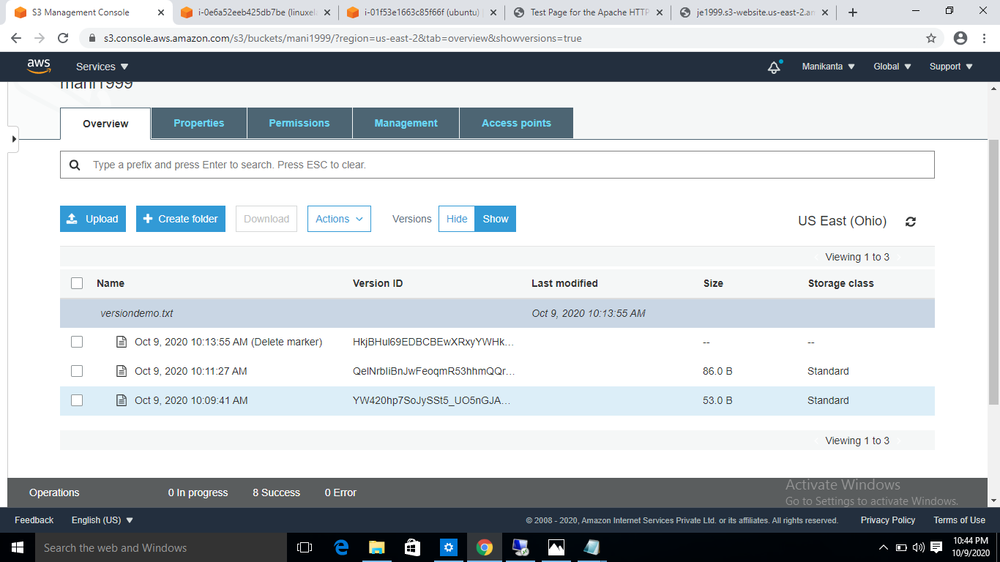 S3 Management Console
i-0e6a52eeb425db7be (linuxel
i-01f53e1663c85f66f (ubuntu) |
Test Page for the Apache HTTP
je1999.s3-website.us-east-2.am
s3.console.aws.amazon.com/s3/buckets/mani1999/?region=us-east-2&tab=overview&showversions=true
aws
Services
Manikanta
Global
Support
mani1999
Overview
Properties
Permissions
Management
Access points
Type a prefix and press Enter to search. Press ESC to clear.
Upload
Create folder
Download
Actions
Versions
Hide
Show
US East (Ohio)
Viewing 1 to 3
Name Version ID Last modified Size Storage class
versiondemo.txt Oct 9, 2020 10:13:55 AM
Oct 9, 2020 10:13:55 AM (Delete marker) HkjBHul69EDBCBEwXRxyYWHk... -- --
Oct 9, 2020 10:11:27 AM QelNrbliBnJwFeoqmR53hhmQQr... 86.0 B Standard
Oct 9, 2020 10:09:41 AM YW420hp7SoJySSt5_UO5nGJA... 53.0 B Standard
Viewing 1 to 3
Operations 0 In progress 8 Success 0 Error
Activate Windows
Go to Settings to activate Windows.
Feedback English (US) © 2008 - 2020, Amazon Internet Services Private Ltd. or its affiliates. All rights reserved. Privacy Policy Terms of Use
Search the web and Windows
10:44 PM
10/9/2020